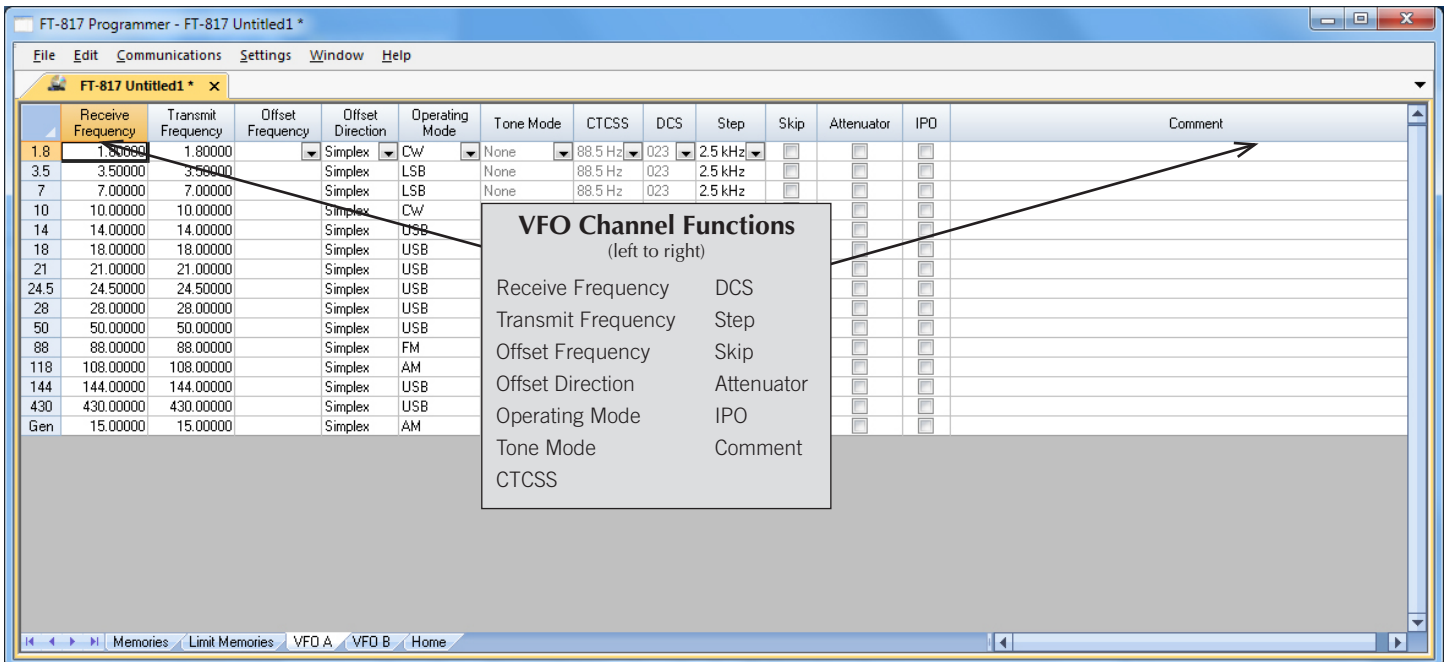 FT-817 Programmer - FT-817 Untitled1 *
File Edit Communications Settings Window Help
FT-817 Untitled1 * x
Receive Frequency Transmit Frequency Offset Frequency Offset Direction Operating Mode Tone Mode CTCSS DCS Step Skip Attenuator IPO Comment
1.8 1.80000 1.80000 Simplex CW None 88.5 Hz 023 2.5 kHz
3.5 3.50000 3.50000 Simplex LSB None 88.5 Hz 023 2.5 kHz
7 7.00000 7.00000 Simplex LSB None 88.5 Hz 023 2.5 kHz
10 10.00000 10.00000 Simplex CW
14 14.00000 14.00000 Simplex USB
18 18.00000 18.00000 Simplex USB
21 21.00000 21.00000 Simplex USB
24.5 24.50000 24.50000 Simplex USB
28 28.00000 28.00000 Simplex USB
50 50.00000 50.00000 Simplex USB
88 88.00000 88.00000 Simplex FM
118 108.00000 108.00000 Simplex AM
144 144.00000 144.00000 Simplex USB
430 430.00000 430.00000 Simplex USB
Gen 15.00000 15.00000 Simplex AM
VFO Channel Functions
(left to right)
Receive Frequency
Transmit Frequency
Offset Frequency
Offset Direction
Operating Mode
Tone Mode
CTCSS
DCS
Step
Skip
Attenuator
IPO
Comment
Memories Limit Memories VFO A VFO B Home